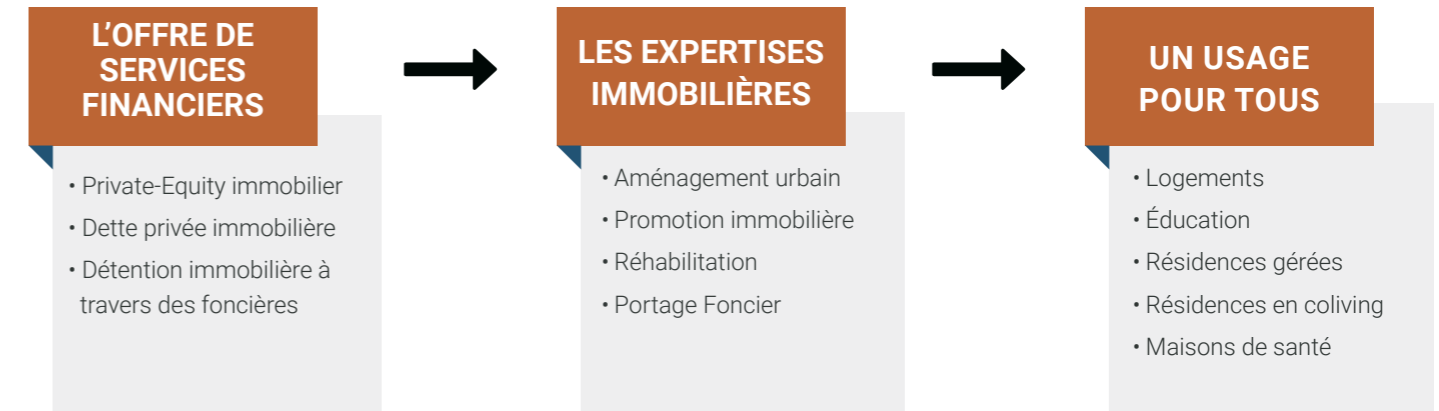 L’OFFRE DE
SERVICES
FINANCIERS
• Private-Equity immobilier
• Dette privée immobilière
• Détention immobilière à
travers des foncières
LES EXPERTISES
IMMOBILIÈRES
• Aménagement urbain
• Promotion immobilière
• Réhabilitation
• Portage Foncier
UN USAGE
POUR TOUS
• Logements
• Éducation
• Résidences gérées
• Résidences en coliving
• Maisons de santé